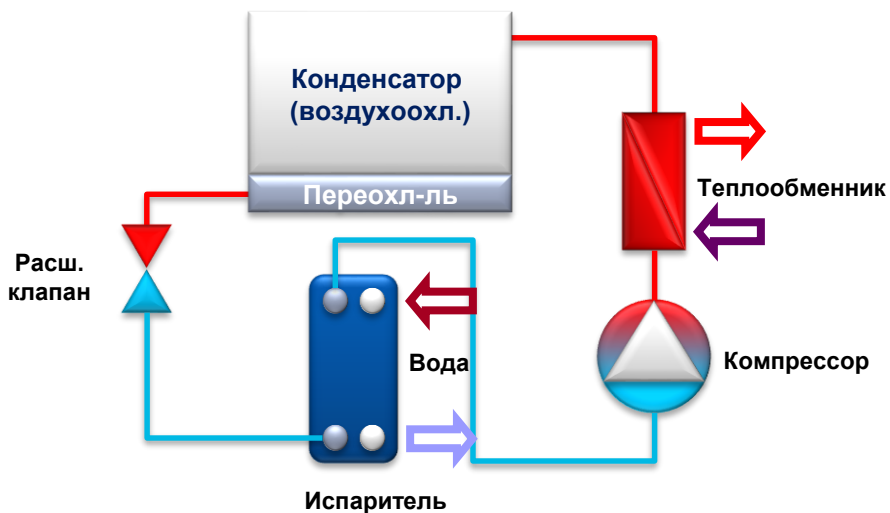 Конденсатор
(воздухоохл.)
Переохл-ль
Теплообменник
Расш.
клапан
Вода
Компрессор
Испаритель